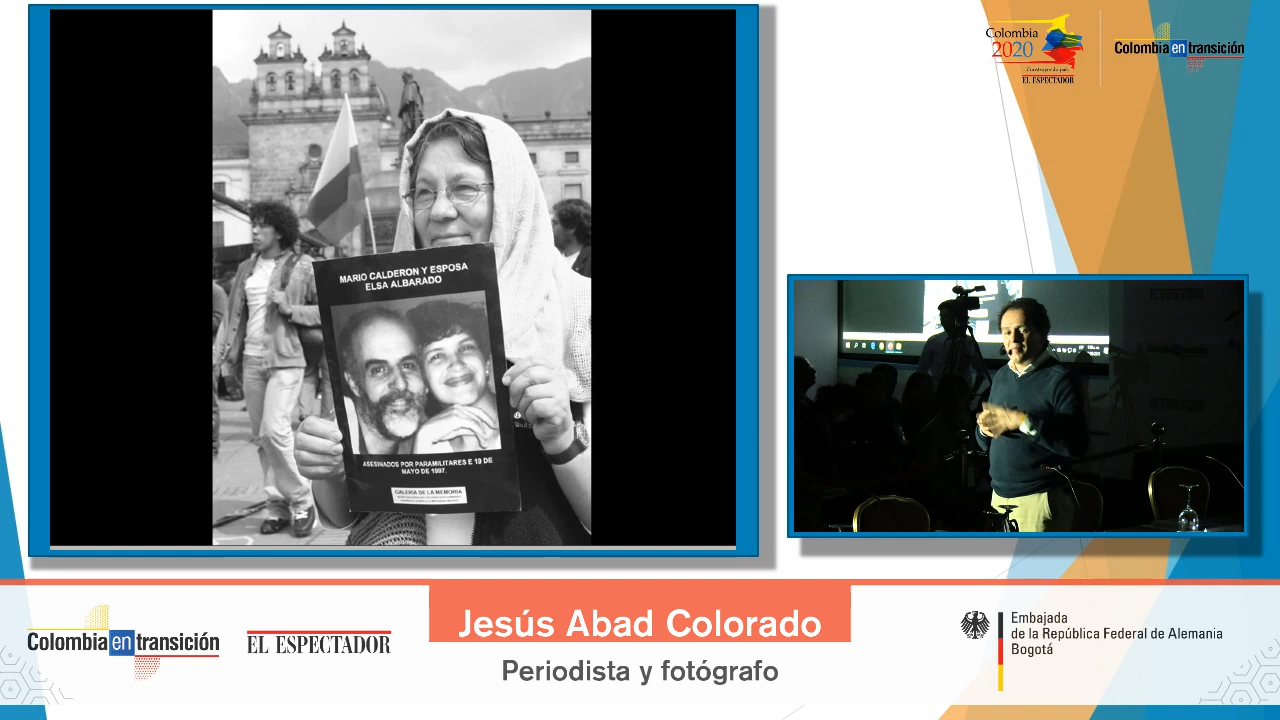 MARIO CALDERON Y ESPOSA
ELSA ALBARADO
ASESINADOS POR PARAMILITARES E 19 DE
MAYO DE 1997.
GALERIA DE LA MEMORIA
Colombia
2020
EL ESPECTADOR
Colombia en transición
Colombia en transición
EL ESPECTADOR
Jesús Abad Colorado
Periodista y fotógrafo
Embajada
de la República Federal de Alemania
Bogotá